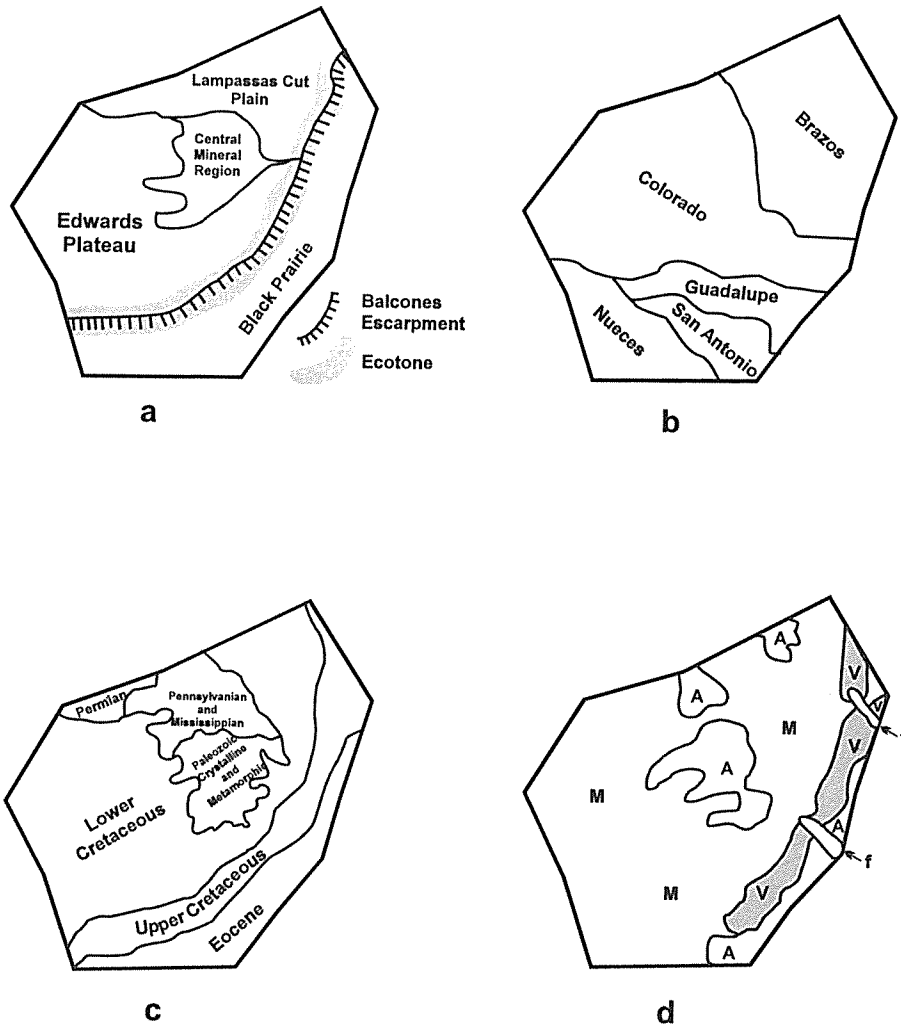 Lampassas Cut
Plain
Central
Mineral
Region
Edwards
Plateau
Black Prairie
Balcones
Escarpment
Ecotone
a
Brazos
Colorado
Guadalupe
San Antonio
Nueces
b
Permian
Pennsylvanian
and
Mississippian
Paleozoic
Crystalline
and
Metamorphic
Lower
Cretaceous
Upper Cretaceous
Eocene
c
A
A
V
V
M
V
A
M
A
f
M
V
A
d